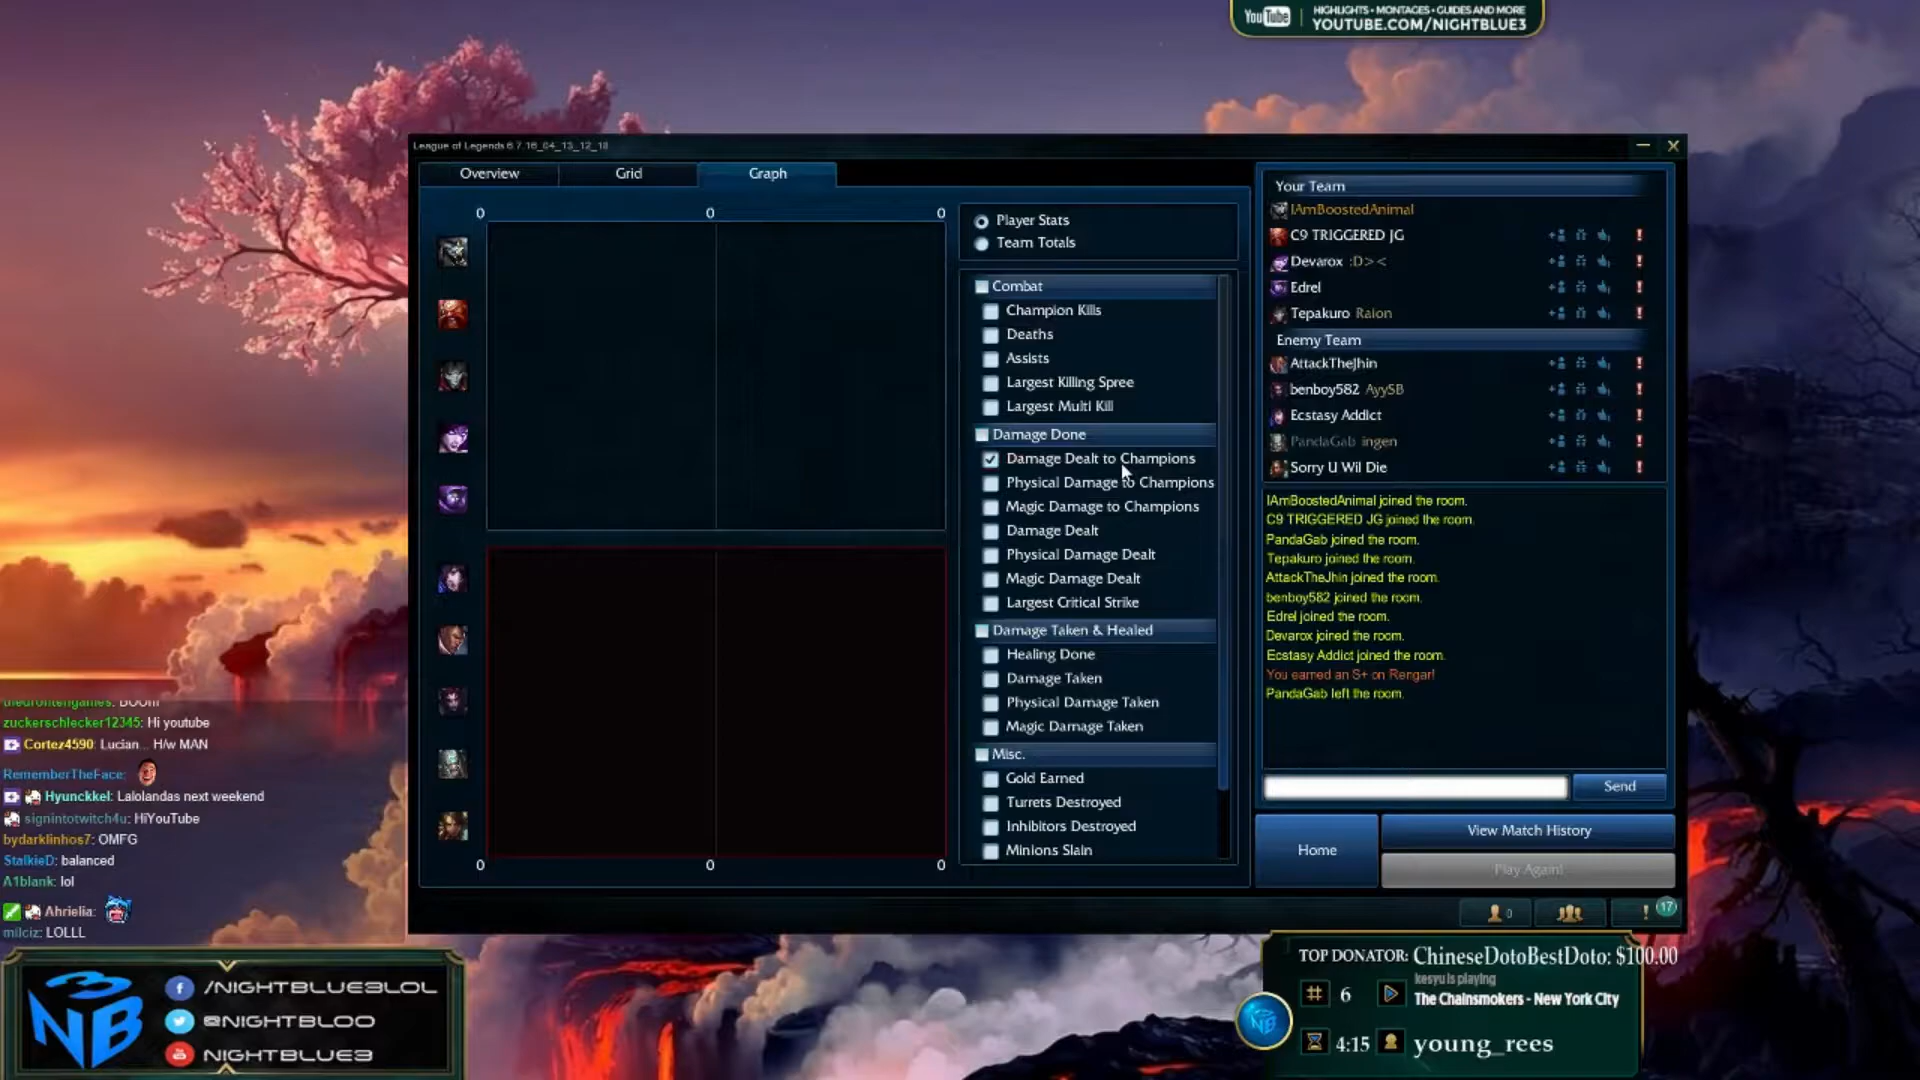 YouTube
HIGHLIGHTS • MONTAGES • GUIDES AND MORE
YOUTUBE.COM/NIGHTBLUE3
League of Legends 6.7.16_04_13_12_18
Overview
Grid
Graph
0 0 0
0 0 0
Player Stats
Team Totals
Combat
Champion Kills
Deaths
Assists
Largest Killing Spree
Largest Multi Kill
Damage Done
Damage Dealt to Champions
Physical Damage to Champions
Magic Damage to Champions
Damage Dealt
Physical Damage Dealt
Magic Damage Dealt
Largest Critical Strike
Damage Taken & Healed
Healing Done
Damage Taken
Physical Damage Taken
Magic Damage Taken
Misc.
Gold Earned
Turrets Destroyed
Inhibitors Destroyed
Minions Slain
Your Team
IAmBoostedAnimal
C9 TRIGGERED JG
Devarox :D><
Edrel
Tepakuro Raion
Enemy Team
AttackTheJhin
benboy582 AyySB
Ecstasy Addict
PandaGab ingen
Sorry U Wil Die
IAmBoostedAnimal joined the room.
C9 TRIGGERED JG joined the room.
PandaGab joined the room.
Tepakuro joined the room.
AttackTheJhin joined the room.
benboy582 joined the room.
Edrel joined the room.
Devarox joined the room.
Ecstasy Addict joined the room.
You earned an S+ on Rengar!
PandaGab left the room.
Send
Home
View Match History
Play Again!
0
17
BOOM
zuckerschlecker12345: Hi youtube
Cortez4590: Lucian... H/w MAN
RememberTheFace:
Hyunckkel: Lalolandas next weekend
signintotwitch4u: HiYouTube
bydarklinhos7: OMFG
StalkieD: balanced
A1blank: lol
Ahrielia:
milciz: LOLLL
NB3
/NIGHTBLUE3LOL
@NIGHTBLOO
NIGHTBLUE3
TOP DONATOR: ChineseDotoBestDoto: $100.00
kesyu is playing
6
The Chainsmokers - New York City
NB
4:15
young_rees